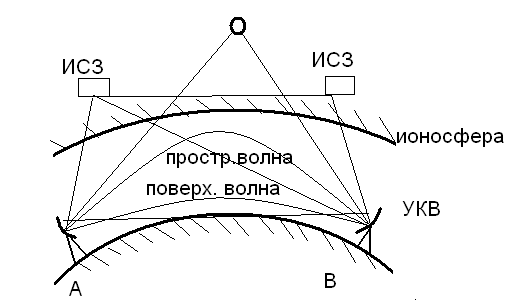 ИСЗ
ИСЗ
ионосфера
простр.волна
поверх. волна
УКВ
А
В